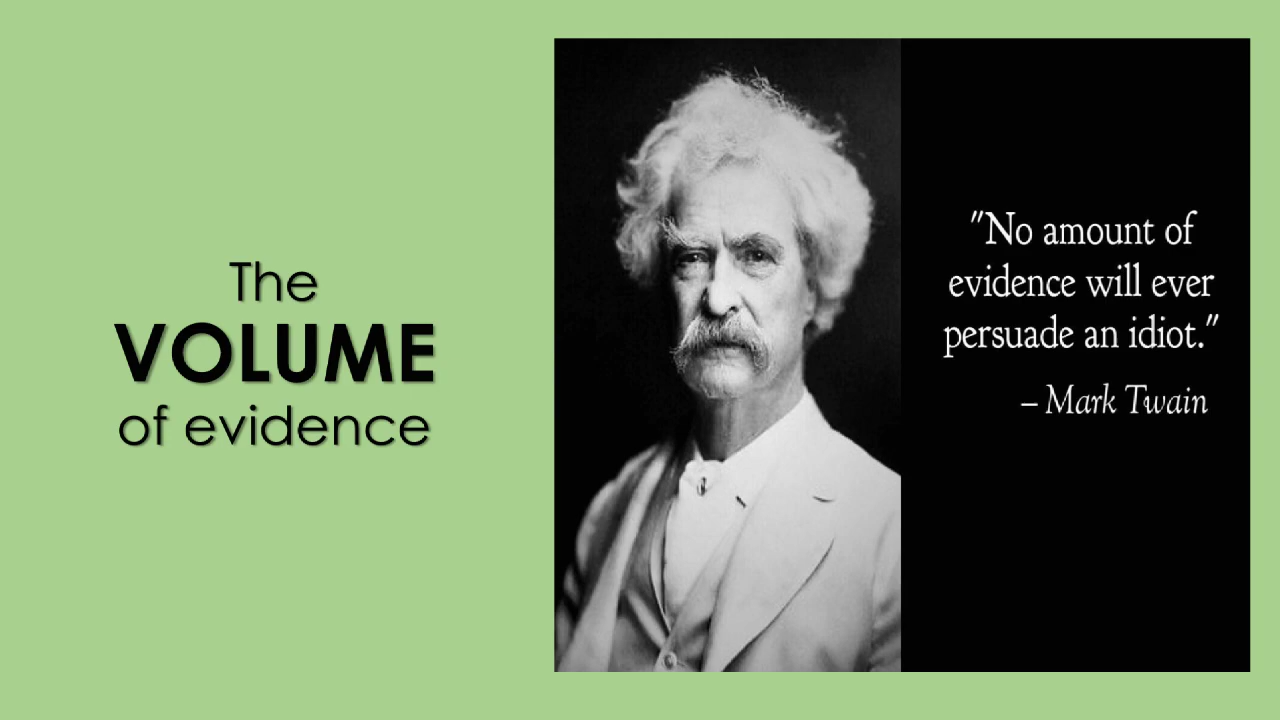 The
VOLUME
of evidence
"No amount of
evidence will ever
persuade an idiot."
– Mark Twain